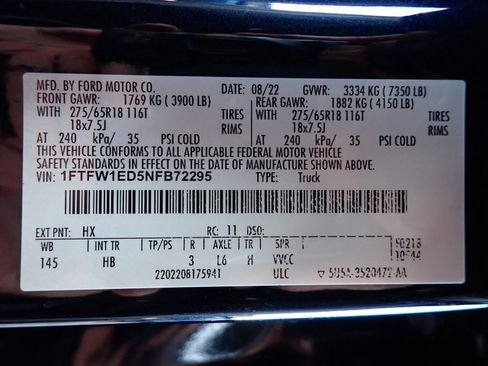 MFD. BY FORD MOTOR CO. DATE: 08/22 GVWR: 3334 KG (7350 LB)
FRONT GAWR: 1769 KG (3900 LB) REAR GAWR: 1882 KG (4150 LB)
WITH 275/65R18 116T TIRES WITH 275/65R18 116T TIRES
18x7.5J RIMS 18x7.5J RIMS
AT 240 kPa/ 35 PSI COLD AT 240 kPa/ 35 PSI COLD
THIS VEHICLE CONFORMS TO ALL APPLICABLE FEDERAL MOTOR VEHICLE
SAFETY STANDARDS IN EFFECT ON THE DATE OF MANUFACTURE SHOWN ABOVE.
VIN: 1FTFW1ED5NFB72295 TYPE: Truck
EXT PNT: HX RC: 11 DSO:
WB INT TR TP/PS R AXLE TR SPR
145 HB 3 L6 H
2202208175941 ULC